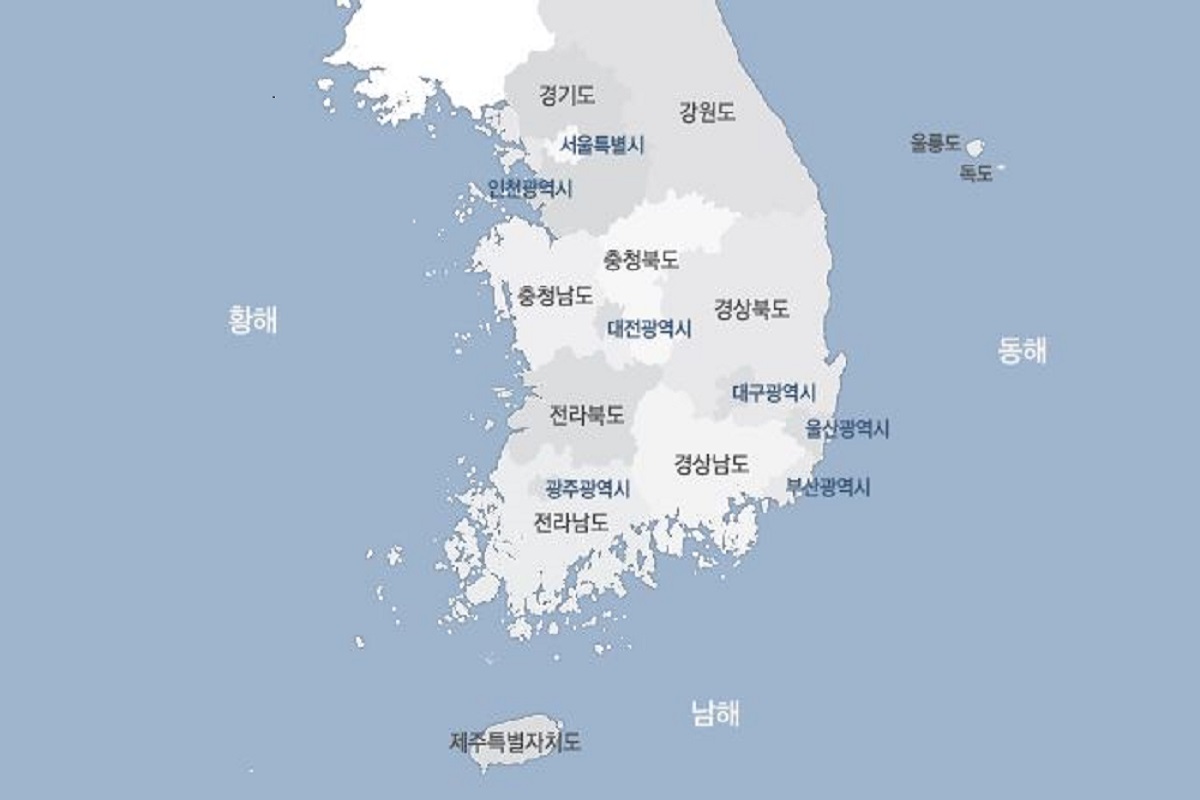 경기도
강원도
서울특별시
울릉도
독도
인천광역시
충청북도
충청남도
경상북도
황해
대전광역시
동해
대구광역시
전라북도
울산광역시
경상남도
광주광역시
부산광역시
전라남도
남해
제주특별자치도